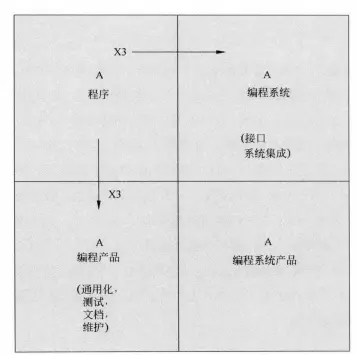 X3
A
程序
A
编程系统
(接口
系统集成)
X3
A
编程产品
(通用化,
测试,
文档,
维护)
A
编程系统产品